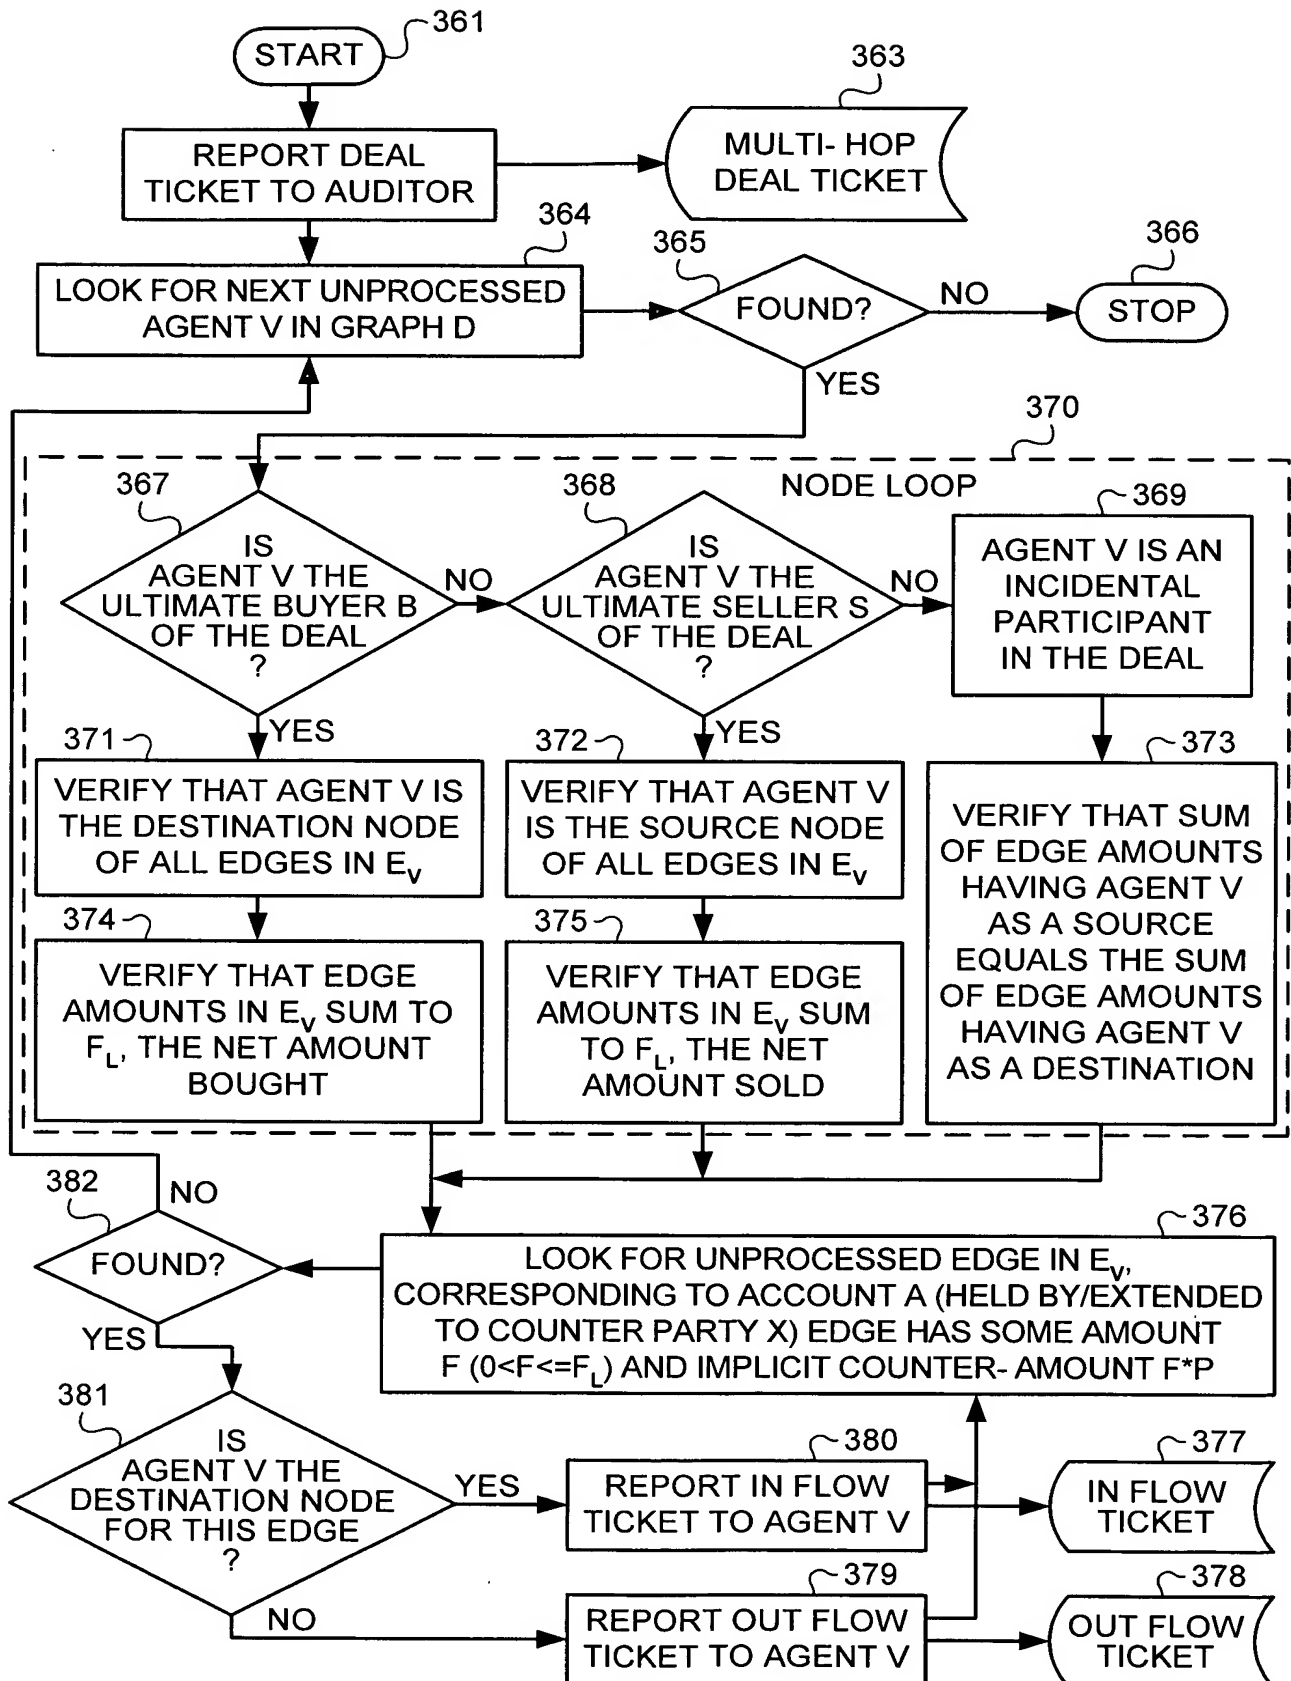 361
START
363
REPORT DEAL
TICKET TO AUDITOR
MULTI- HOP
DEAL TICKET
364
365
366
LOOK FOR NEXT UNPROCESSED
AGENT V IN GRAPH D
FOUND?
NO
STOP
YES
370
NODE LOOP
367
368
369
IS
AGENT V THE
ULTIMATE BUYER B
OF THE DEAL
?
NO
IS
AGENT V THE
ULTIMATE SELLER S
OF THE DEAL
?
NO
AGENT V IS AN
INCIDENTAL
PARTICIPANT
IN THE DEAL
YES
YES
371
372
373
VERIFY THAT AGENT V IS
THE DESTINATION NODE
OF ALL EDGES IN EV
VERIFY THAT AGENT V
IS THE SOURCE NODE
OF ALL EDGES IN EV
VERIFY THAT SUM
OF EDGE AMOUNTS
HAVING AGENT V
AS A SOURCE
EQUALS THE SUM
OF EDGE AMOUNTS
HAVING AGENT V
AS A DESTINATION
374
375
VERIFY THAT EDGE
AMOUNTS IN EV SUM TO
FL, THE NET AMOUNT
BOUGHT
VERIFY THAT EDGE
AMOUNTS IN EV SUM
TO FL, THE NET
AMOUNT SOLD
382
NO
FOUND?
YES
376
LOOK FOR UNPROCESSED EDGE IN EV,
CORRESPONDING TO ACCOUNT A (HELD BY/EXTENDED
TO COUNTER PARTY X) EDGE HAS SOME AMOUNT
F (0<F<=FL) AND IMPLICIT COUNTER- AMOUNT F*P
381
IS
AGENT V THE
DESTINATION NODE
FOR THIS EDGE
?
YES
380
REPORT IN FLOW
TICKET TO AGENT V
377
IN FLOW
TICKET
NO
379
REPORT OUT FLOW
TICKET TO AGENT V
378
OUT FLOW
TICKET